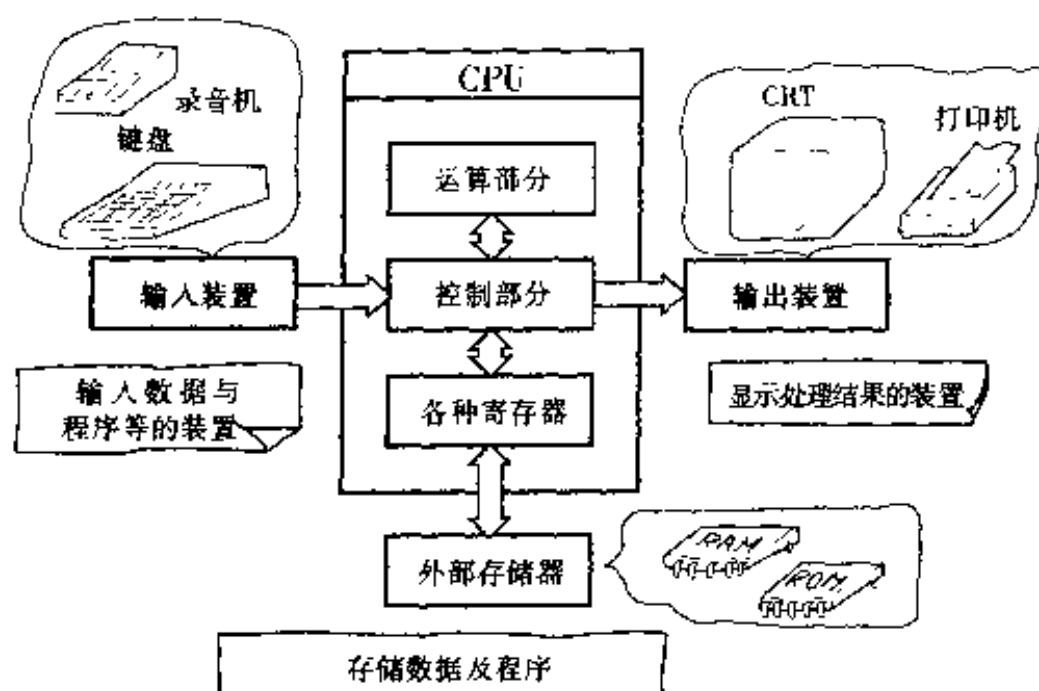 CPU
录音机
键盘
CRT
打印机
运算部分
输入装置
控制部分
输出装置
输入数据与
程序等的装置
各种寄存器
显示处理结果的装置
外部存储器
RAM
ROM
存储数据及程序